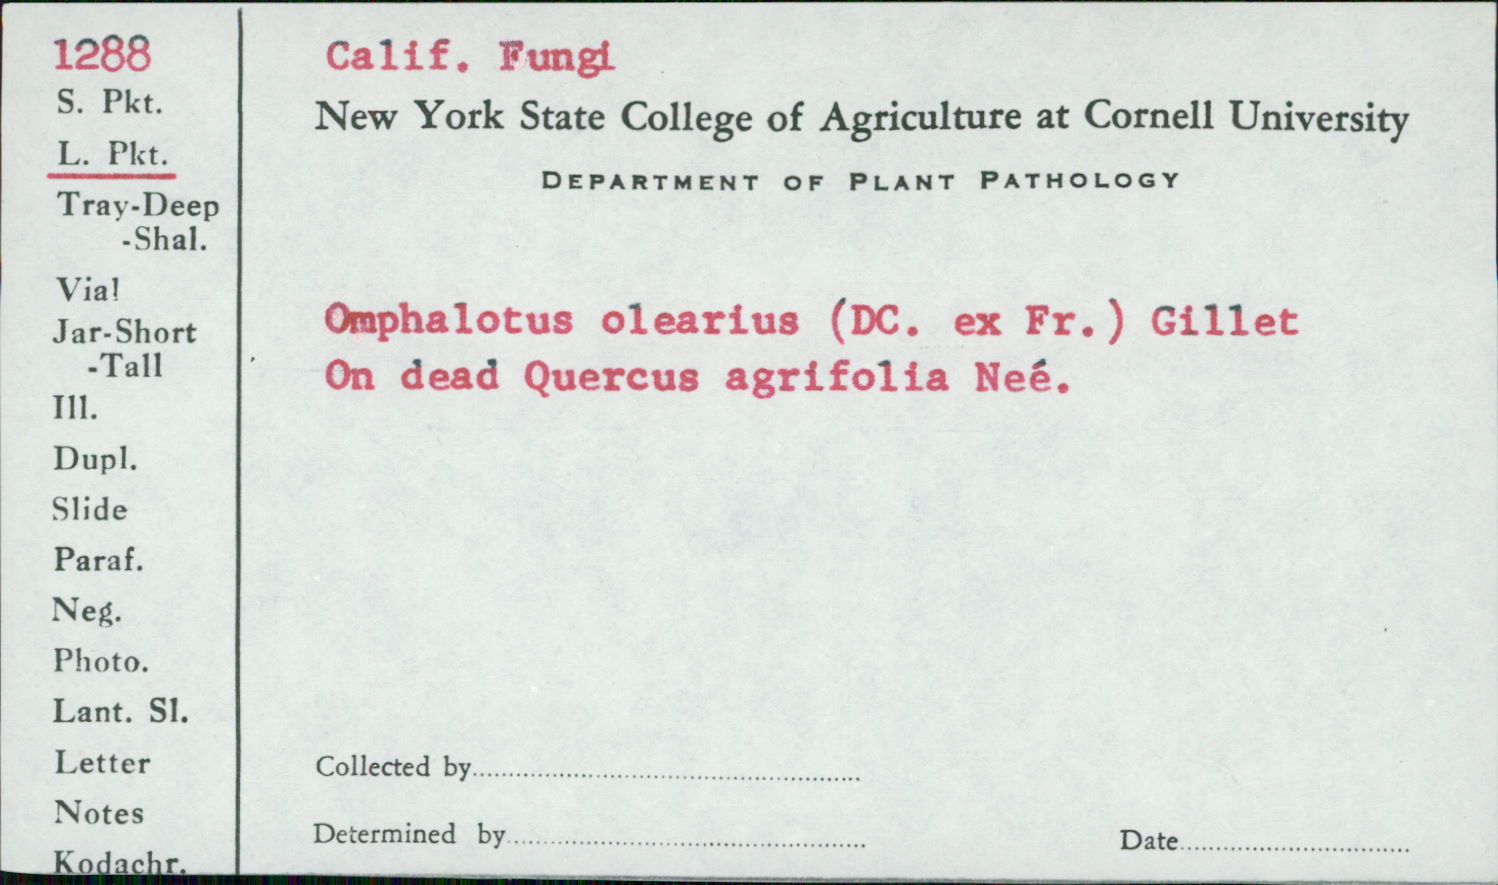 1288
S. Pkt.
L. Pkt.
Tray-Deep
-Shal.
Vial
Jar-Short
-Tall
Ill.
Dupl.
Slide
Paraf.
Neg.
Photo.
Lant. Sl.
Letter
Notes
Kodachr.
Calif. Fungi
New York State College of Agriculture at Cornell University
DEPARTMENT OF PLANT PATHOLOGY
Omphalotus olearius (DC. ex Fr.) Gillet
On dead Quercus agrifolia Neé.
Collected by
Determined by
Date